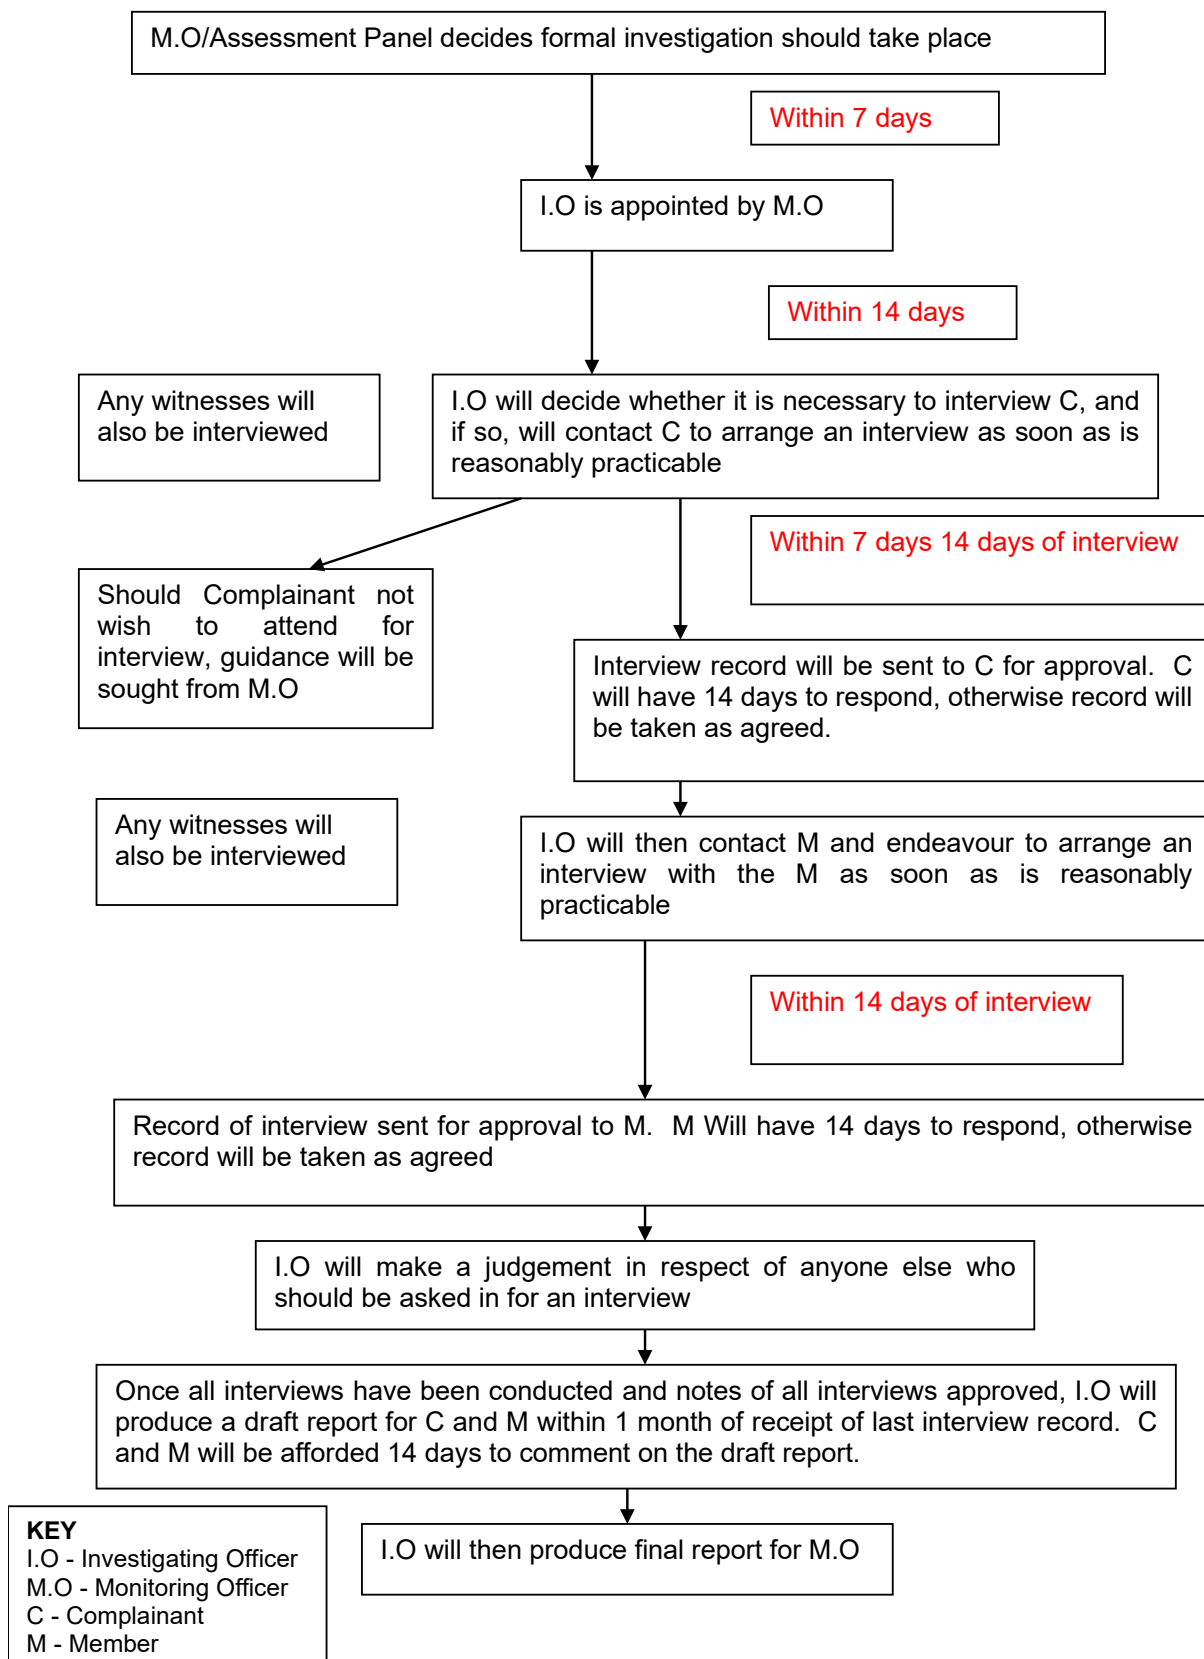 M.O/Assessment Panel decides formal investigation should take place
Within 7 days
I.O is appointed by M.O
Within 14 days
Any witnesses will
also be interviewed
I.O will decide whether it is necessary to interview C, and
if so, will contact C to arrange an interview as soon as is
reasonably practicable
Within 7 days 14 days of interview
Should Complainant not
wish to attend for
interview, guidance will be
sought from M.O
Interview record will be sent to C for approval. C
will have 14 days to respond, otherwise record will
be taken as agreed.
Any witnesses will
also be interviewed
I.O will then contact M and endeavour to arrange an
interview with the M as soon as is reasonably
practicable
Within 14 days of interview
Record of interview sent for approval to M. M Will have 14 days to respond, otherwise
record will be taken as agreed
I.O will make a judgement in respect of anyone else who
should be asked in for an interview
Once all interviews have been conducted and notes of all interviews approved, I.O will
produce a draft report for C and M within 1 month of receipt of last interview record. C
and M will be afforded 14 days to comment on the draft report.
I.O will then produce final report for M.O
KEY
I.O - Investigating Officer
M.O - Monitoring Officer
C - Complainant
M - Member